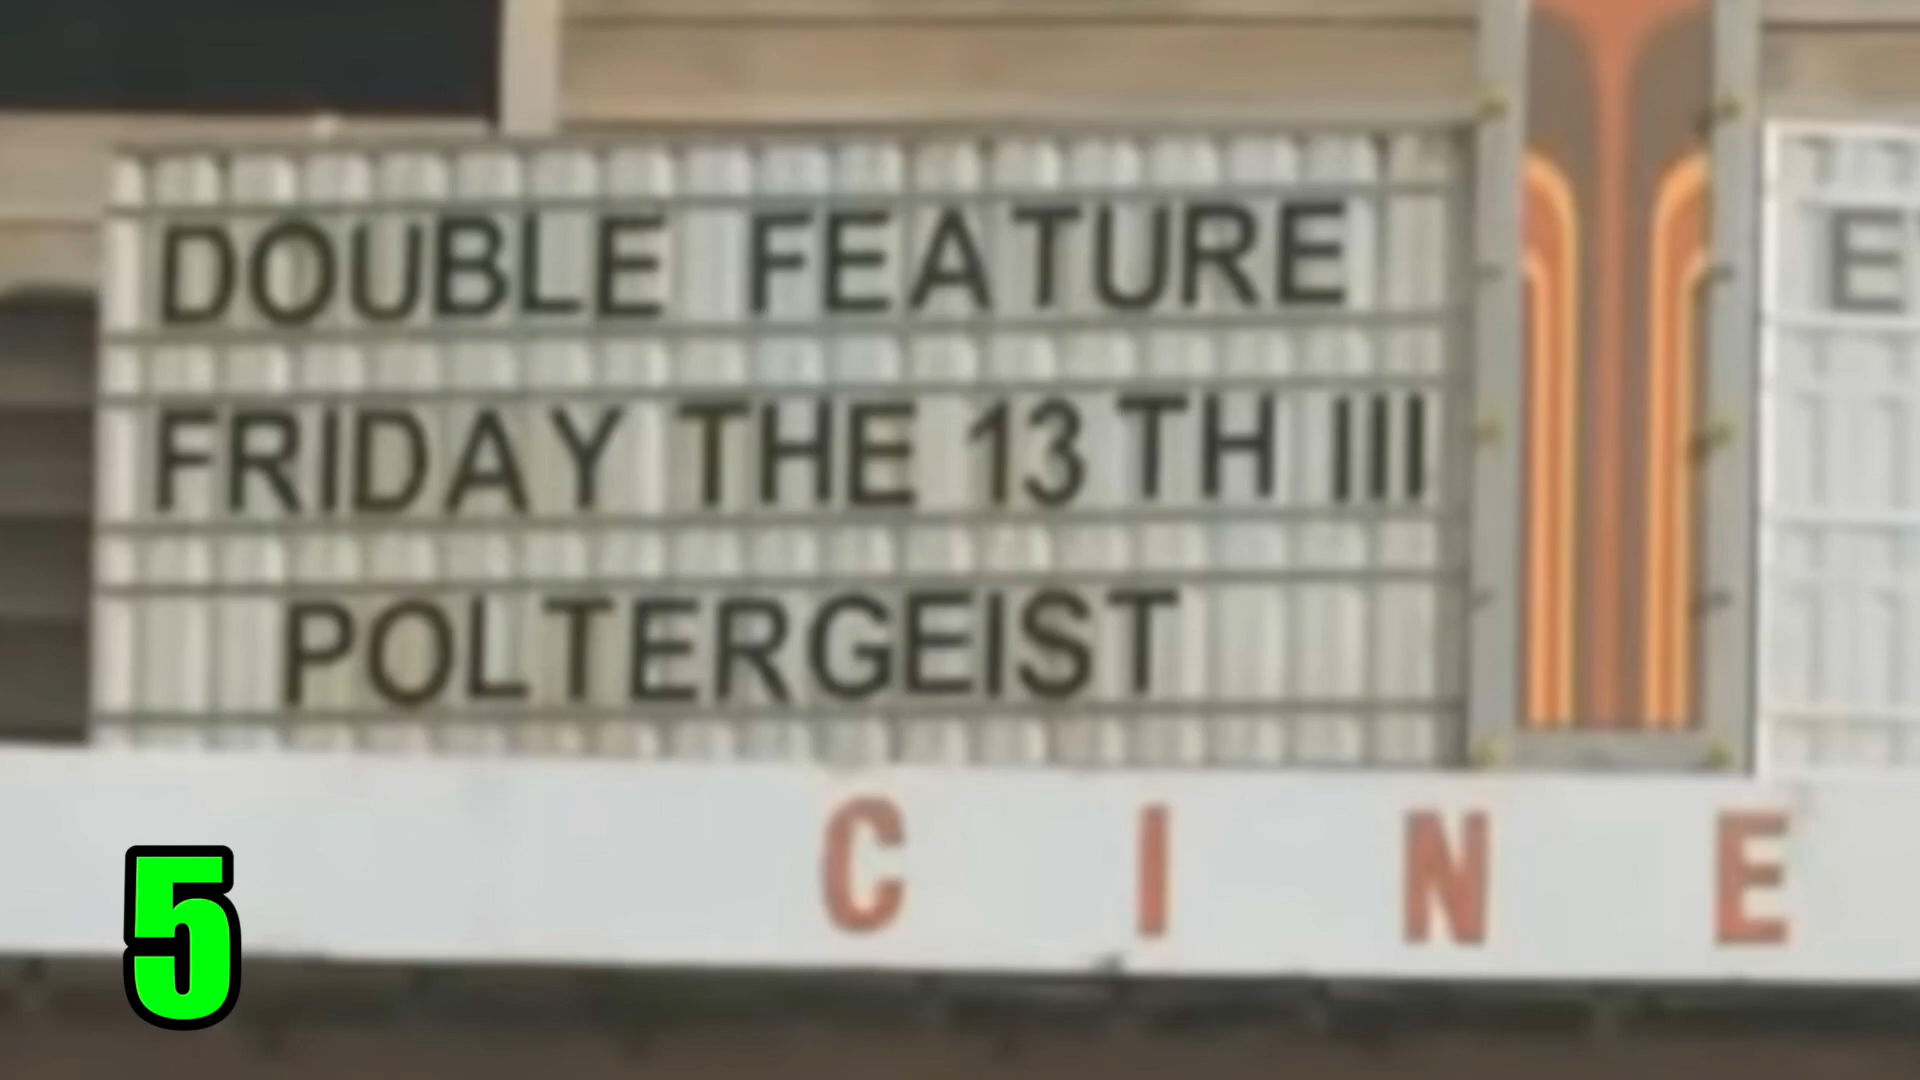 DOUBLE FEATURE
FRIDAY THE 13TH III
POLTERGEIST
E
CINE
5